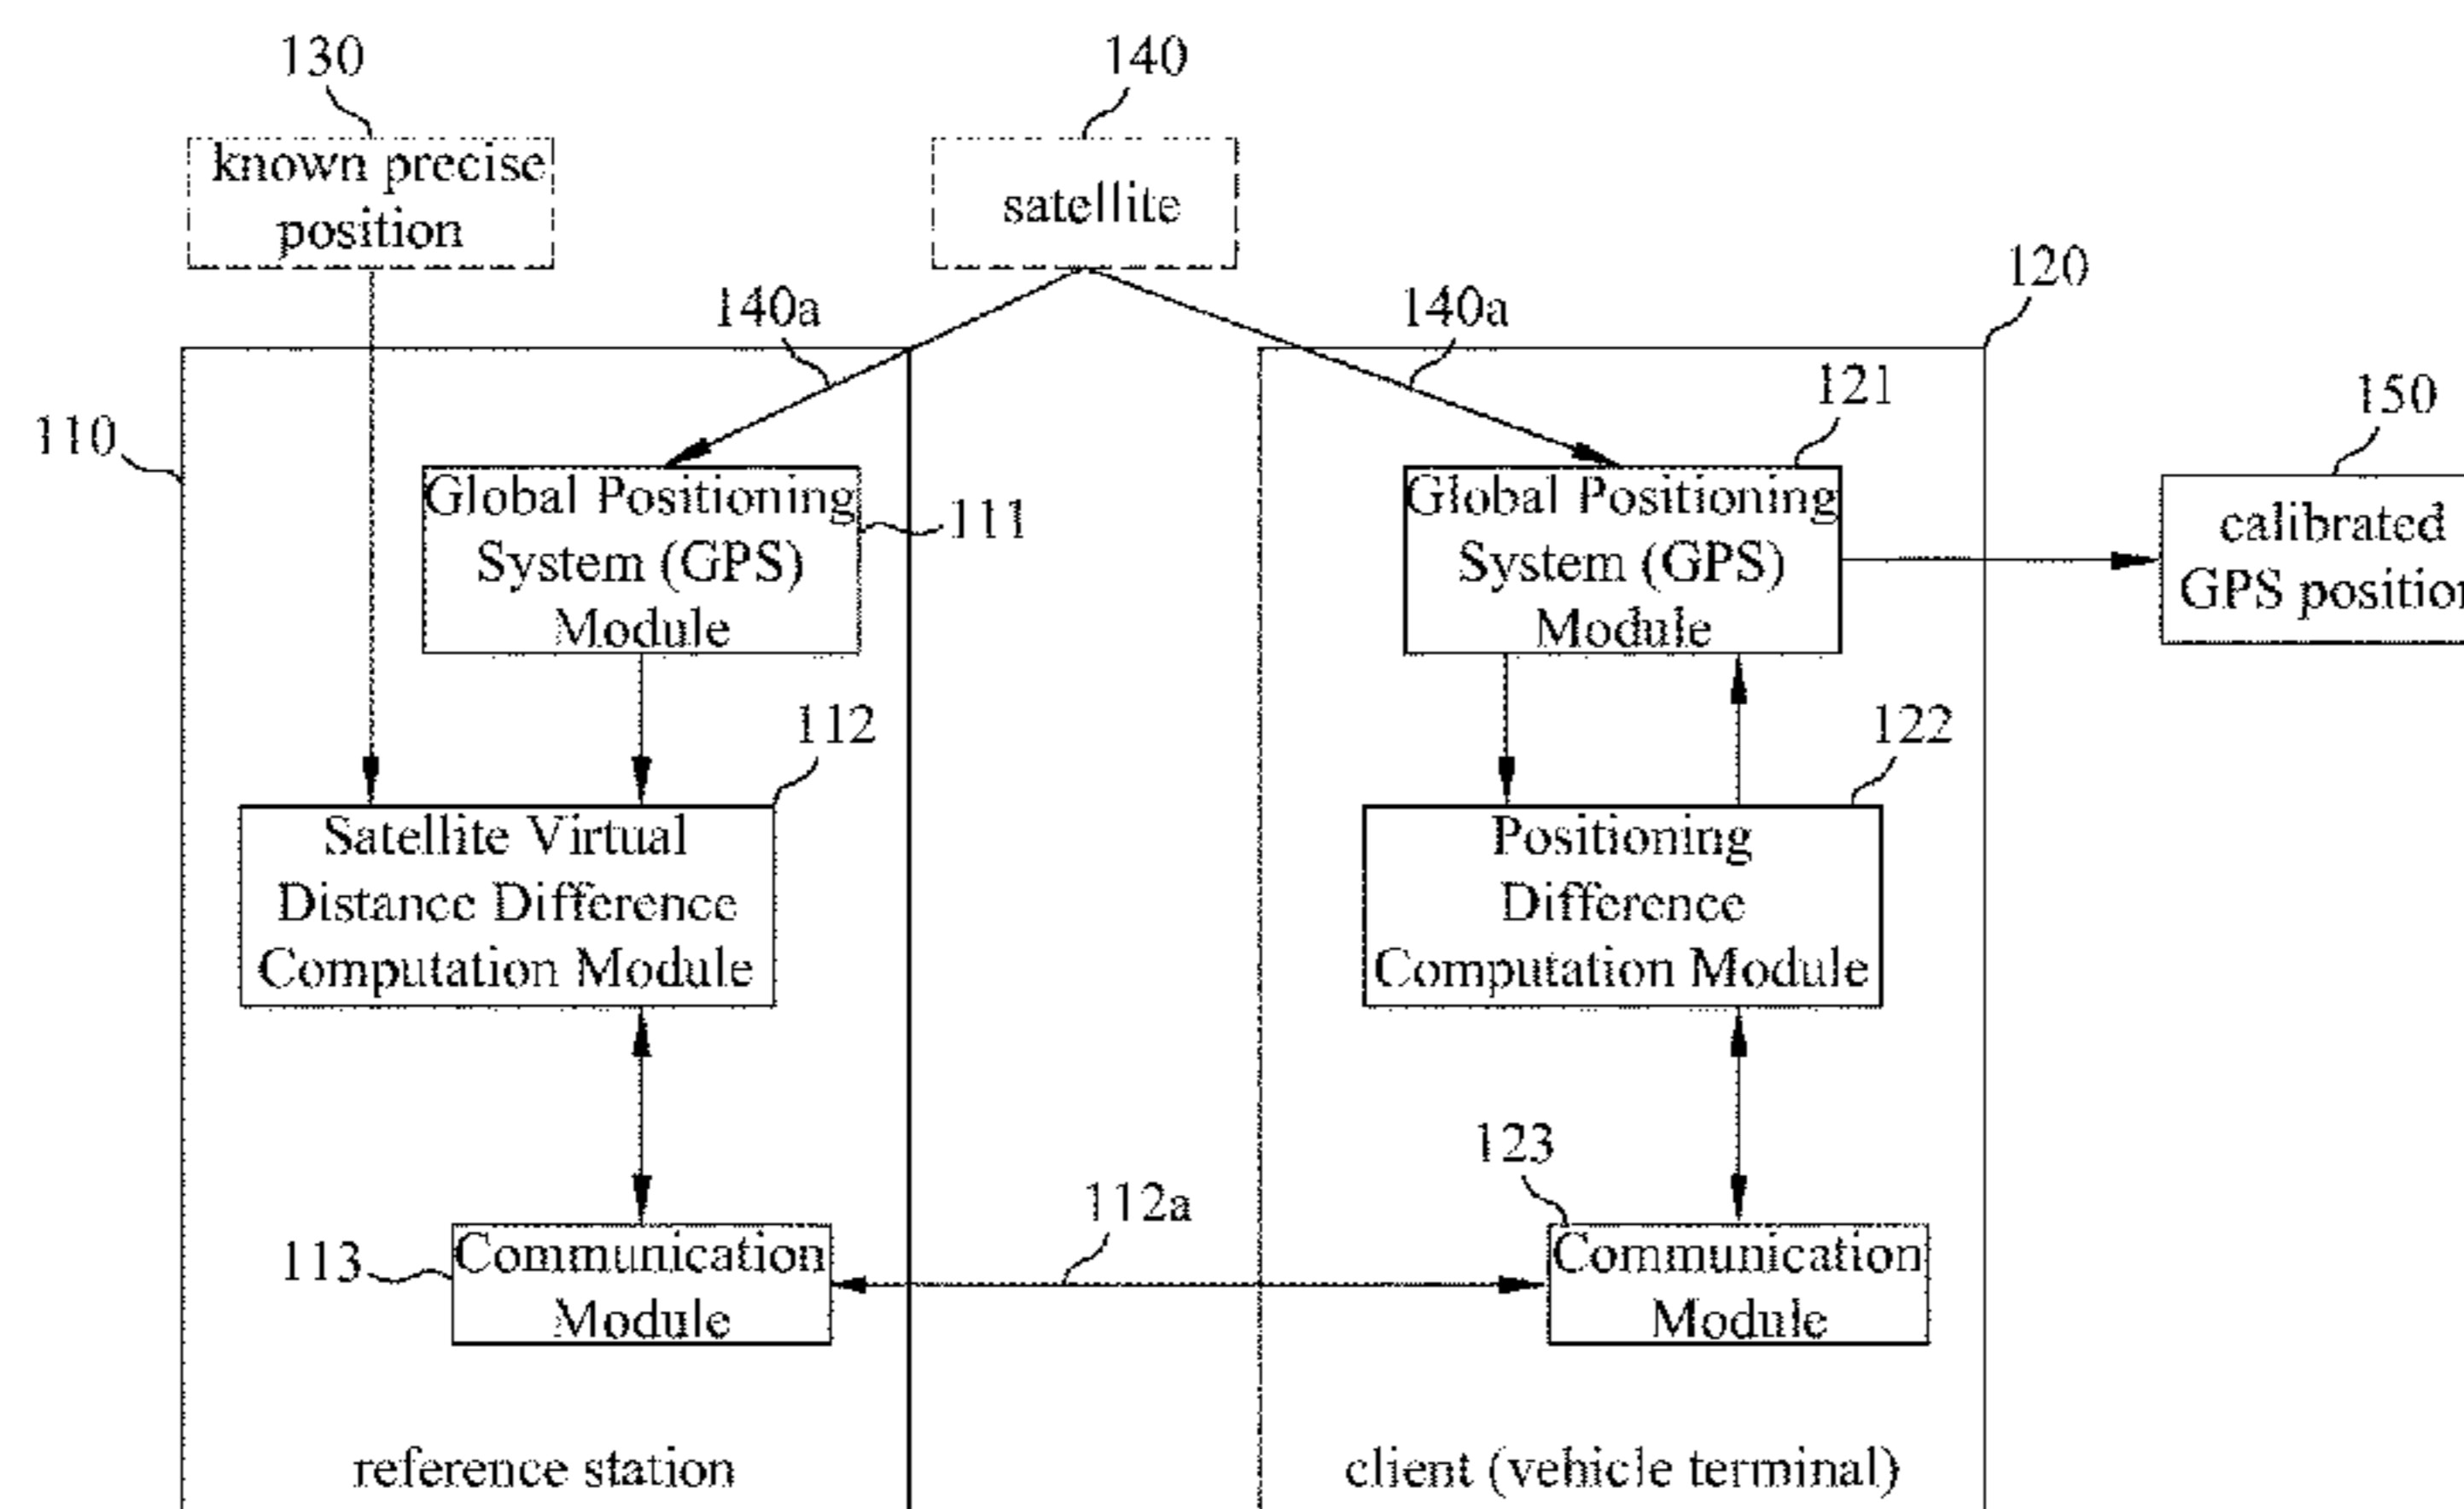 130
140
known precise
position
satellite
120
140a
140a
121
150
110
Global Positioning
System (GPS)
Module
111
Global Positioning
System (GPS)
Module
calibrated
GPS position
112
122
Satellite Virtual
Distance Difference
Computation Module
Positioning
Difference
Computation Module
123
112a
113
Communication
Module
Communication
Module
reference station
client (vehicle terminal)